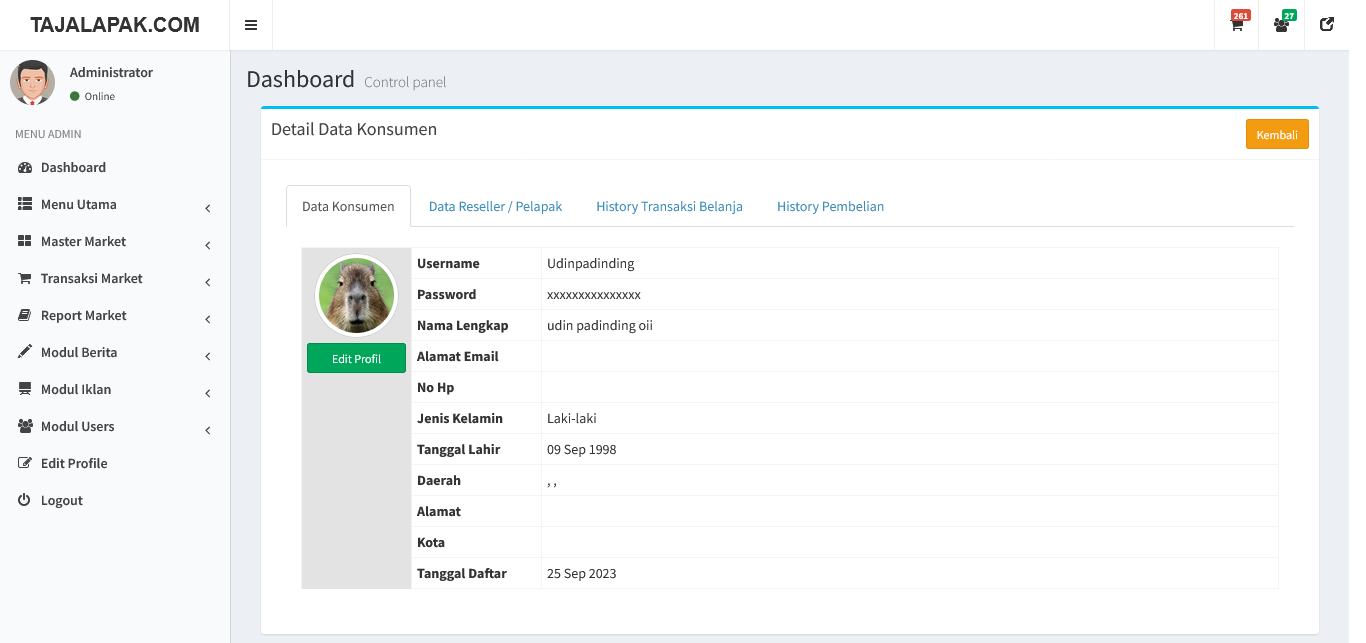 TAJALAPAK.COM
261
27
Administrator
Online
MENU ADMIN
Dashboard
Menu Utama
Master Market
Transaksi Market
Report Market
Modul Berita
Modul Iklan
Modul Users
Edit Profile
Logout
Dashboard Control panel
Detail Data Konsumen
Kembali
Data Konsumen Data Reseller / Pelapak History Transaksi Belanja History Pembelian
Edit Profil
Username Udinpadinding
Password xxxxxxxxxxxxxxx
Nama Lengkap udin padinding oii
Alamat Email
No Hp
Jenis Kelamin Laki-laki
Tanggal Lahir 09 Sep 1998
Daerah , ,
Alamat
Kota
Tanggal Daftar 25 Sep 2023